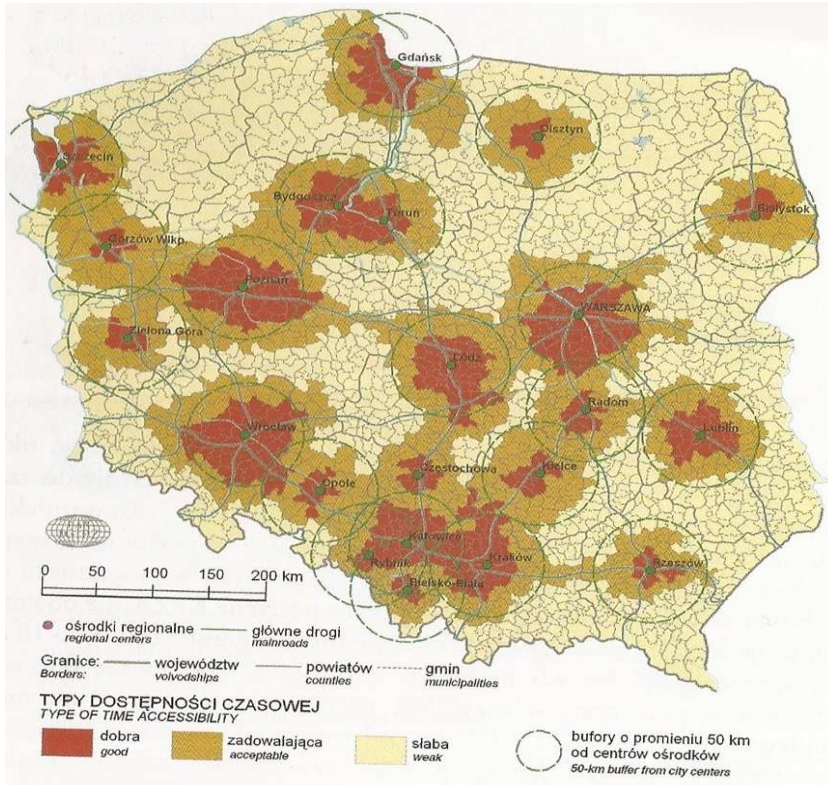 Gdańsk
Olsztyn
Szczecin
Bydgoszcz
Toruń
Białystok
Gorzów Wlkp.
Poznań
WARSZAWA
Zielona Góra
Łódź
Radom
Wrocław
Lublin
Częstochowa
Kielce
Opole
Katowice
Rybnik
Kraków
Rzeszów
Bielsko-Biała
0 50 100 150 200 km
ośrodki regionalne główne drogi
regional centers mainroads
Granice: województw powiatów gmin
Borders: voivodships counties municipalities
TYPY DOSTĘPNOŚCI CZASOWEJ
TYPE OF TIME ACCESSIBILITY
dobra zadowalająca słaba
good acceptable weak
bufory o promieniu 50 km
od centrów ośrodków
50-km buffer from city centers